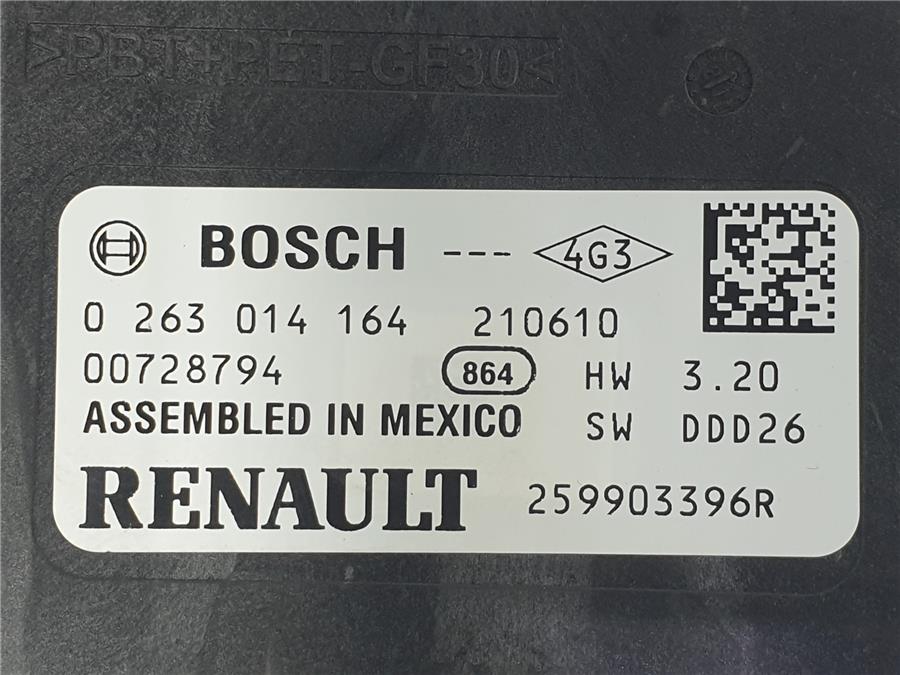 >PBT+PET-GF30<
BOSCH --- 4G3
0 263 014 164 210610
00728794 864 HW 3.20
ASSEMBLED IN MEXICO SW DDD26
RENAULT 259903396R